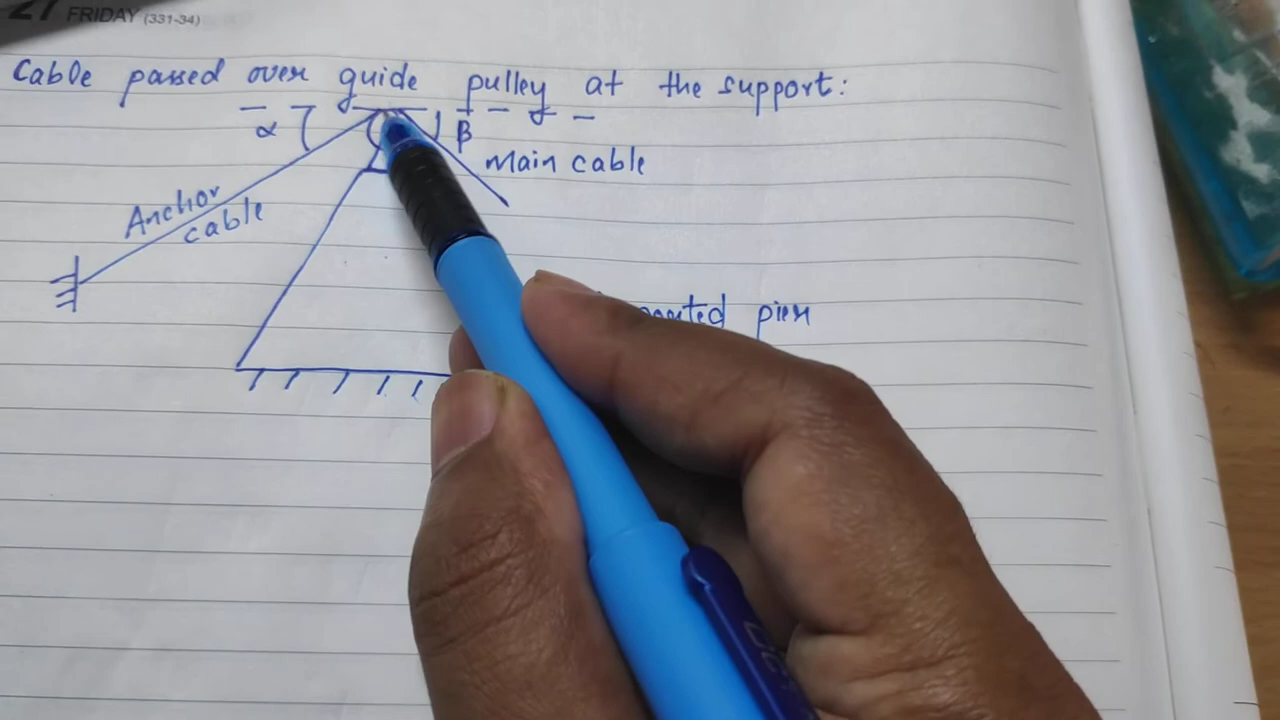 27 FRIDAY (331-34)
Cable passed over guide pulley at the support:
α
β
Main cable
Anchor
cable
pier